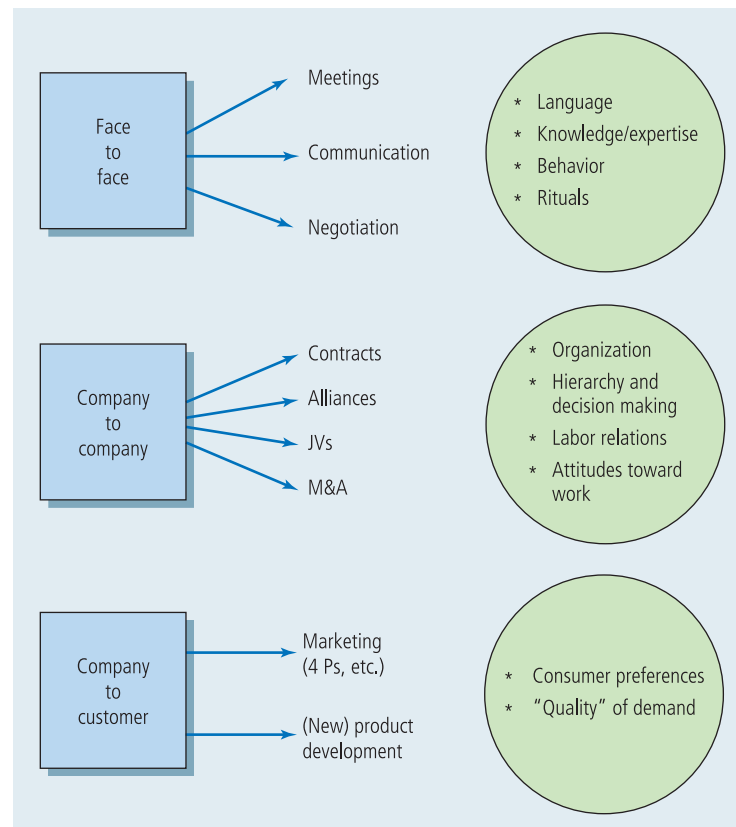 Face
to
face
Meetings
Communication
Negotiation
* Language
* Knowledge/expertise
* Behavior
* Rituals
Company
to
company
Contracts
Alliances
JVs
M&A
* Organization
* Hierarchy and
decision making
* Labor relations
* Attitudes toward
work
Company
to
customer
Marketing
(4 Ps, etc.)
(New) product
development
* Consumer preferences
* “Quality” of demand